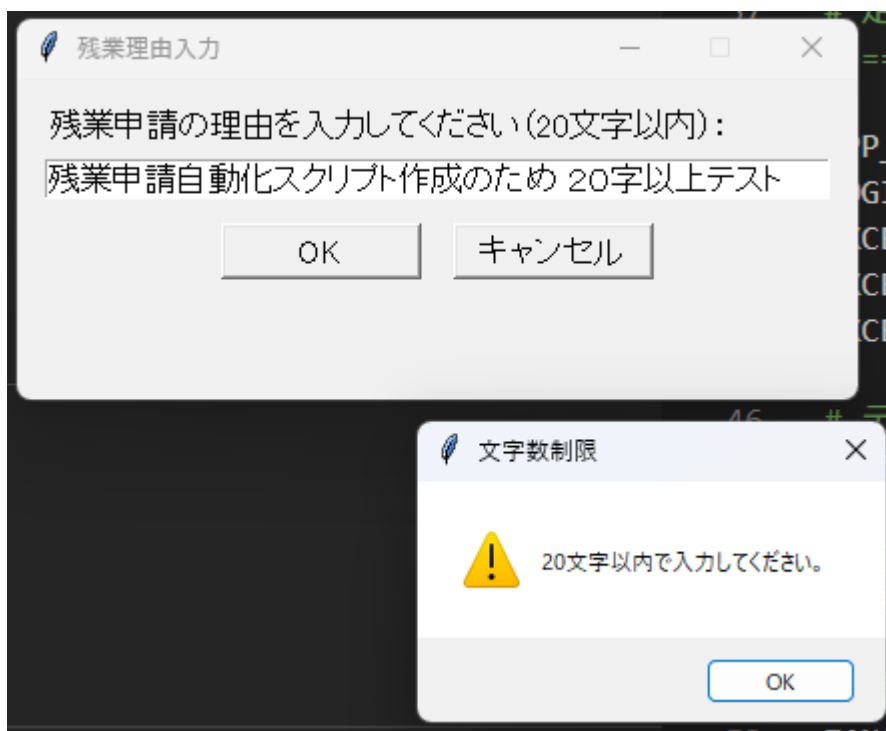 残業理由入力
残業申請の理由を入力してください(20文字以内):
残業申請自動化スクリプト作成のため 20字以上テスト
OK
キャンセル
46 #
文字数制限
20文字以内で入力してください。
OK